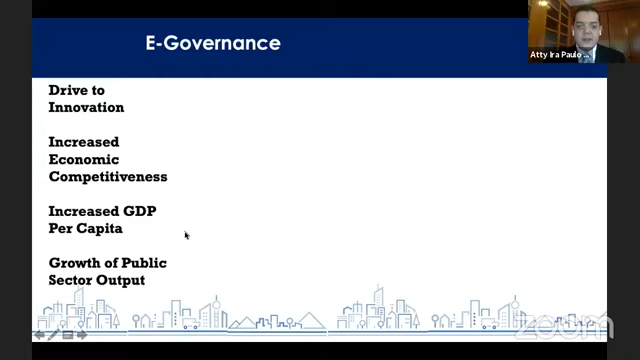 E-Governance
Atty Ira Paulo ...
Drive to
Innovation
Increased
Economic
Competitiveness
Increased GDP
Per Capita
Growth of Public
Sector Output
zoom